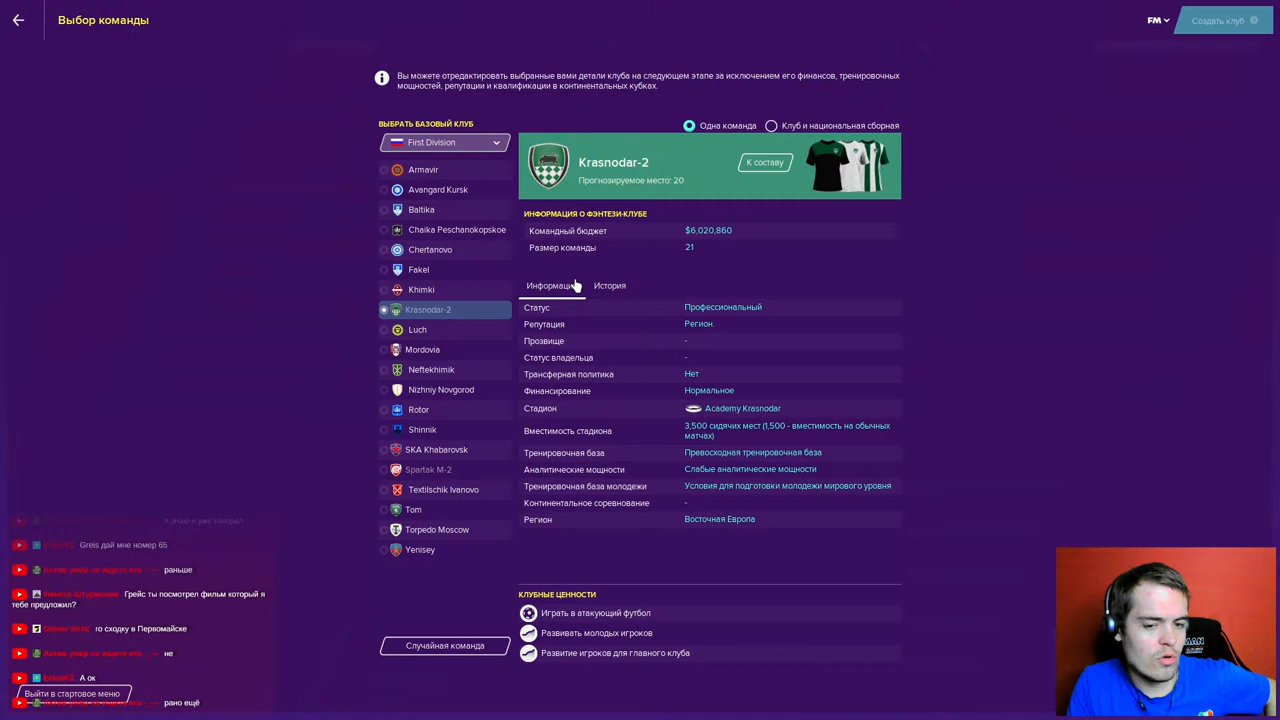 Выбор команды
FM
Создать клуб
Вы можете отредактировать выбранные вами детали клуба на следующем этапе за исключением его финансов, тренировочных
мощностей, репутации и квалификации в континентальных кубках.
ВЫБРАТЬ БАЗОВЫЙ КЛУБ
Одна команда
Клуб и национальная сборная
First Division
Armavir
Avangard Kursk
Baltika
Chaika Peschanokopskoe
Chertanovo
Fakel
Khimki
Krasnodar-2
Luch
Mordovia
Neftekhimik
Nizhniy Novgorod
Rotor
Shinnik
SKA Khabarovsk
Spartak M-2
Textilschik Ivanovo
Tom
Torpedo Moscow
Yenisey
Случайная команда
Krasnodar-2
Прогнозируемое место: 20
К составу
ИНФОРМАЦИЯ О ФЭНТЕЗИ-КЛУБЕ
Командный бюджет $6,020,860
Размер команды 21
Информаци
История
Статус Профессиональный
Репутация Регион.
Прозвище -
Статус владельца -
Трансферная политика Нет
Финансирование Нормальное
Стадион Academy Krasnodar
Вместимость стадиона 3,500 сидячих мест (1,500 - вместимость на обычных
матчах)
Тренировочная база Превосходная тренировочная база
Аналитические мощности Слабые аналитические мощности
Тренировочная база молодежи Условия для подготовки молодежи мирового уровня
Континентальное соревнование -
Регион Восточная Европа
КЛУБНЫЕ ЦЕННОСТИ
Играть в атакующий футбол
Развивать молодых игроков
Развитие игроков для главного клуба
я знаю я уже говорил
Greis дай мне номер 65
раньше
Грейс ты посмотрел фильм который я
тебе предложил?
го сходку в Первомайске
не
А ок
Выйти в стартовое меню
рано ещё